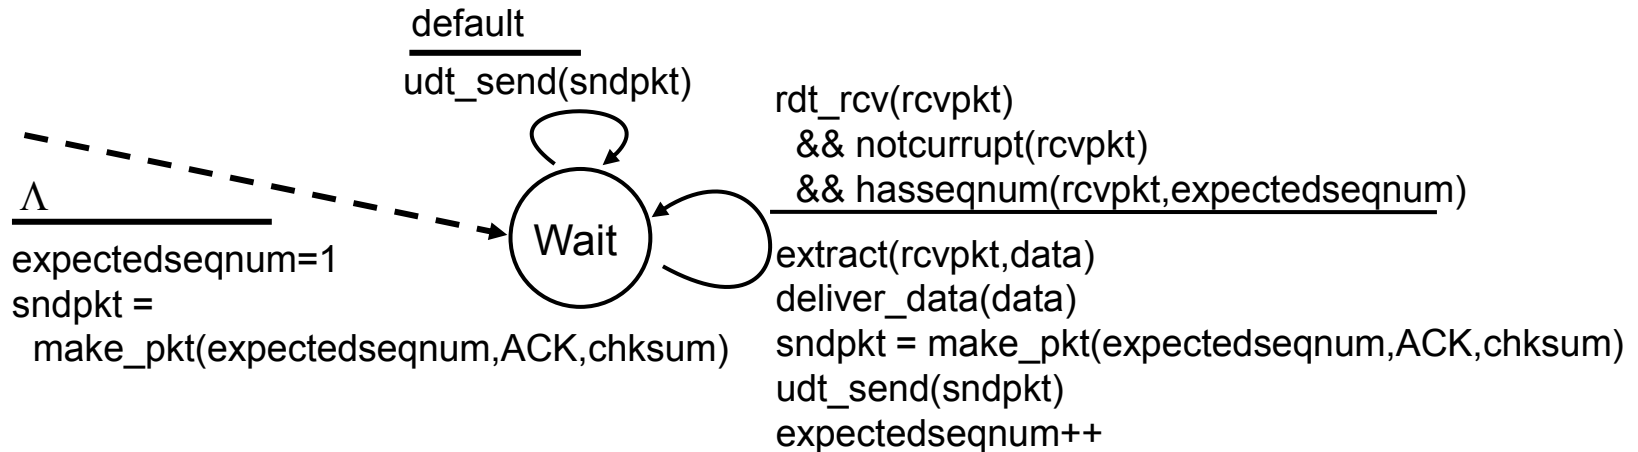 default
udt_send(sndpkt)
rdt_rcv(rcvpkt)
&& notcurrupt(rcvpkt)
&& hasseqnum(rcvpkt,expectedseqnum)
Λ
Wait
expectedseqnum=1
sndpkt =
make_pkt(expectedseqnum,ACK,chksum)
extract(rcvpkt,data)
deliver_data(data)
sndpkt = make_pkt(expectedseqnum,ACK,chksum)
udt_send(sndpkt)
expectedseqnum++